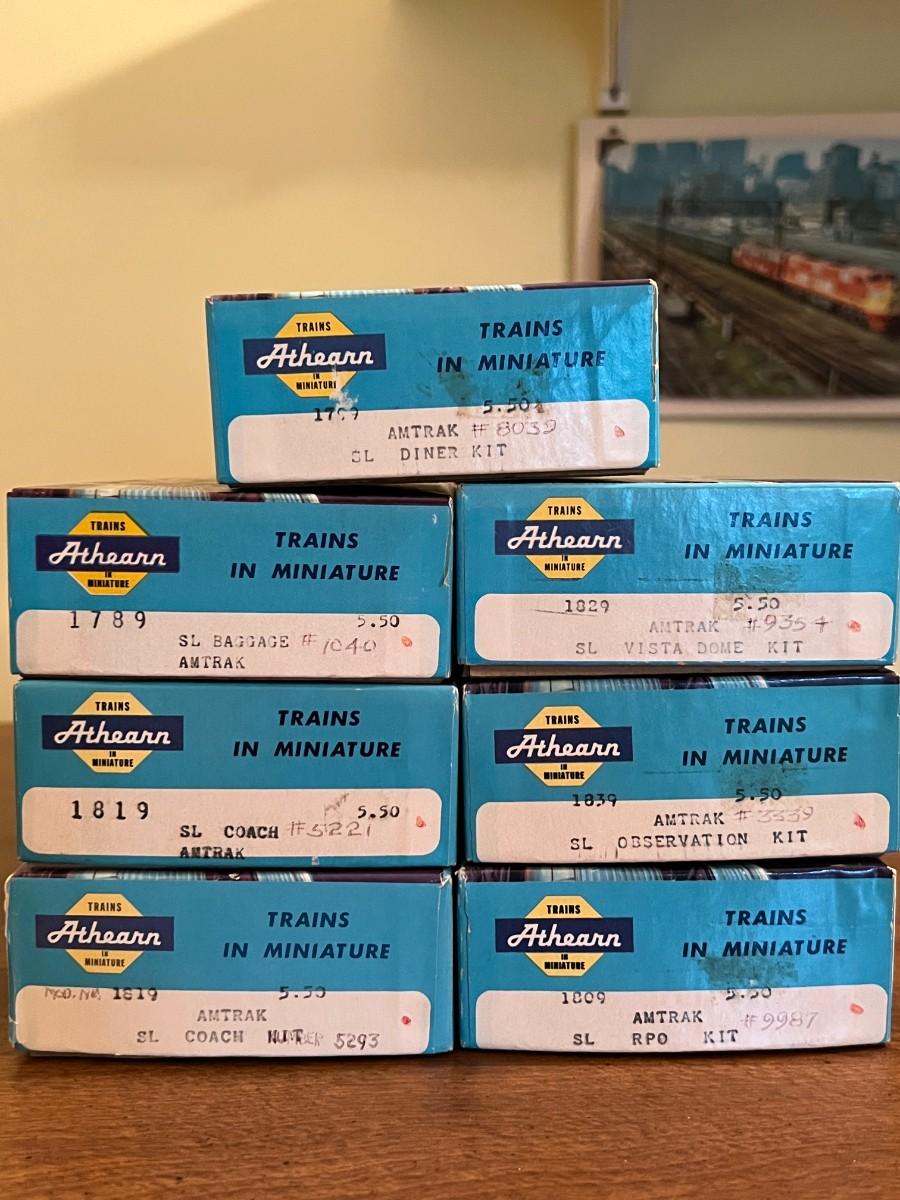 TRAINS
Athearn
IN
MINIATURE
TRAINS
IN MINIATURE
5.50
AMTRAK #8039
SL DINER KIT
TRAINS
Athearn
IN
MINIATURE
TRAINS
IN MINIATURE
1789 5.50
SL BAGGAGE #1040
AMTRAK
TRAINS
Athearn
IN
MINIATURE
TRAINS
IN MINIATURE
1829 5.50
AMTRAK #9354
SL VISTA DOME KIT
TRAINS
Athearn
IN
MINIATURE
TRAINS
IN MINIATURE
1819 5.50
SL COACH #5221
AMTRAK
TRAINS
Athearn
IN
MINIATURE
TRAINS
IN MINIATURE
1839 5.50
AMTRAK #3339
SL OBSERVATION KIT
TRAINS
Athearn
IN
MINIATURE
TRAINS
IN MINIATURE
MOD. NO. 1819 5.50
AMTRAK
SL COACH 5293
TRAINS
Athearn
IN
MINIATURE
TRAINS
IN MINIATURE
1809 5.50
AMTRAK #9987
SL RPO KIT